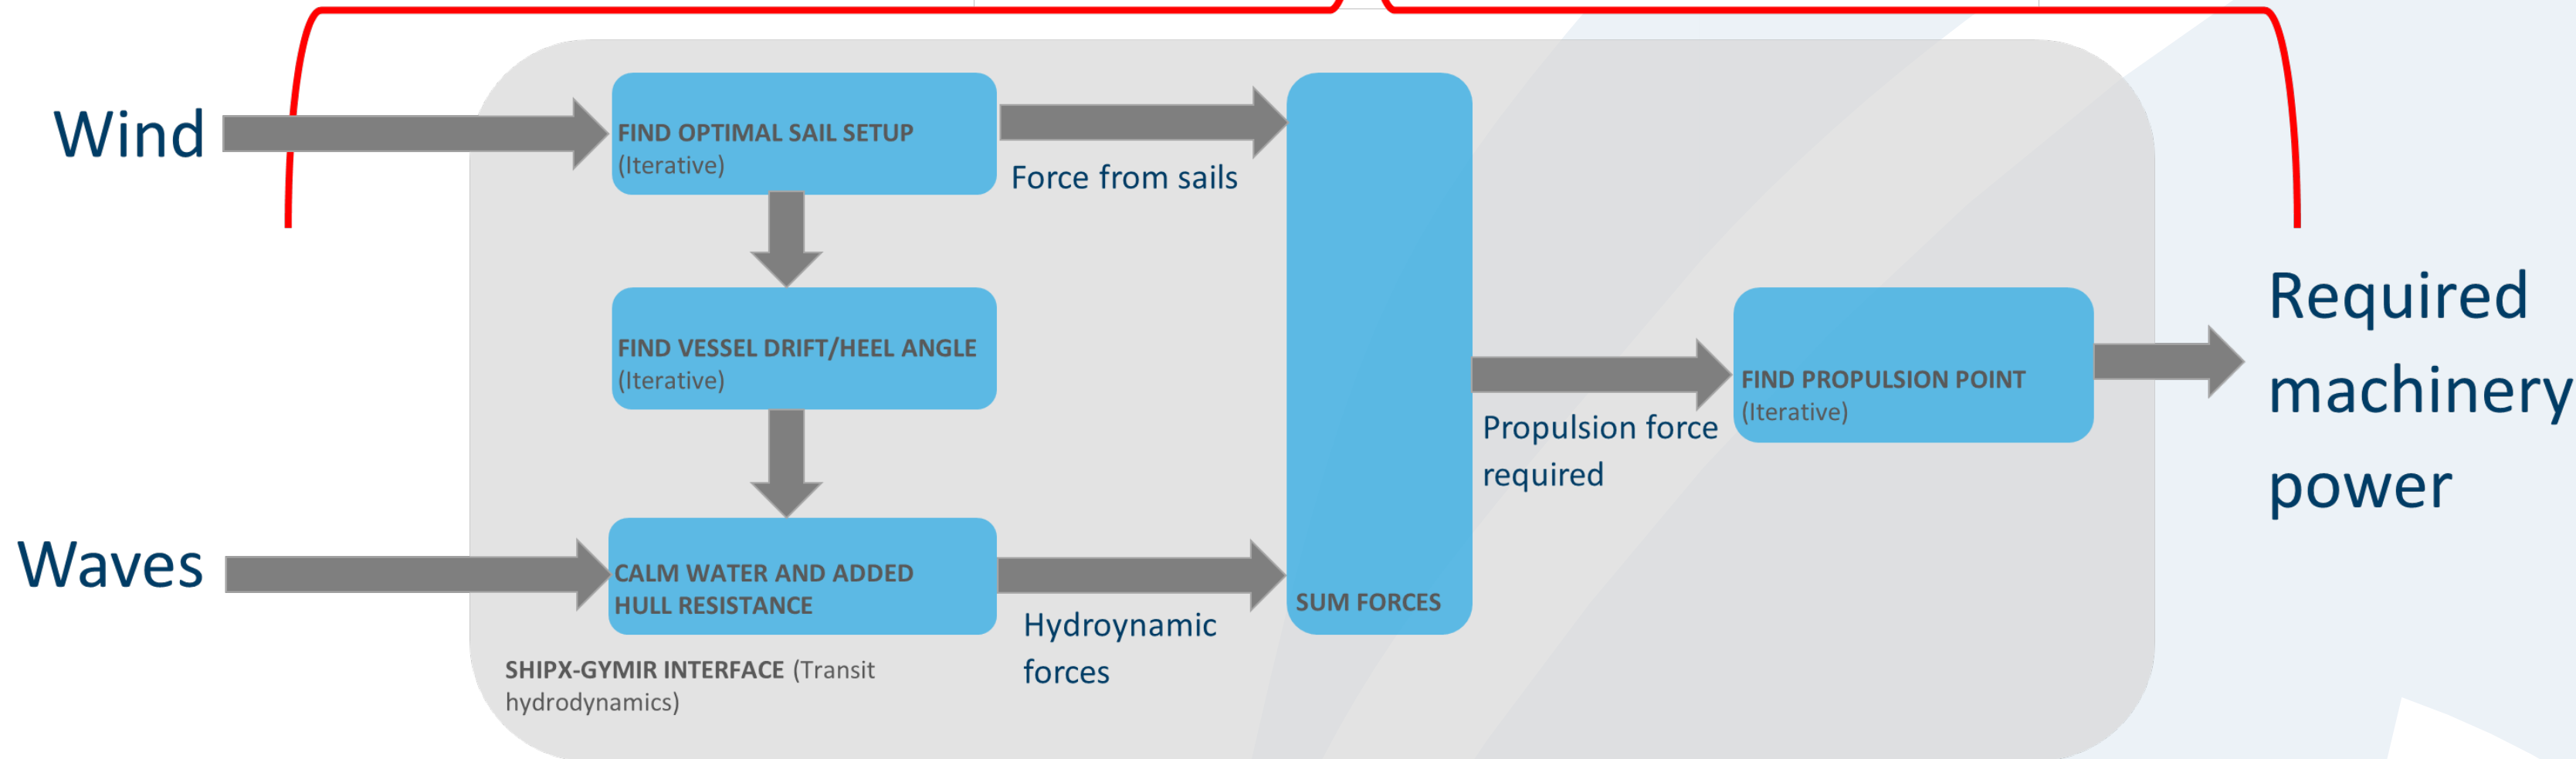 Wind
FIND OPTIMAL SAIL SETUP
(Iterative)
Force from sails
FIND VESSEL DRIFT/HEEL ANGLE
(Iterative)
Waves
CALM WATER AND ADDED
HULL RESISTANCE
Hydroynamic
forces
SUM FORCES
Propulsion force
required
FIND PROPULSION POINT
(Iterative)
Required
machinery
power
SHIPX-GYMIR INTERFACE (Transit
hydrodynamics)